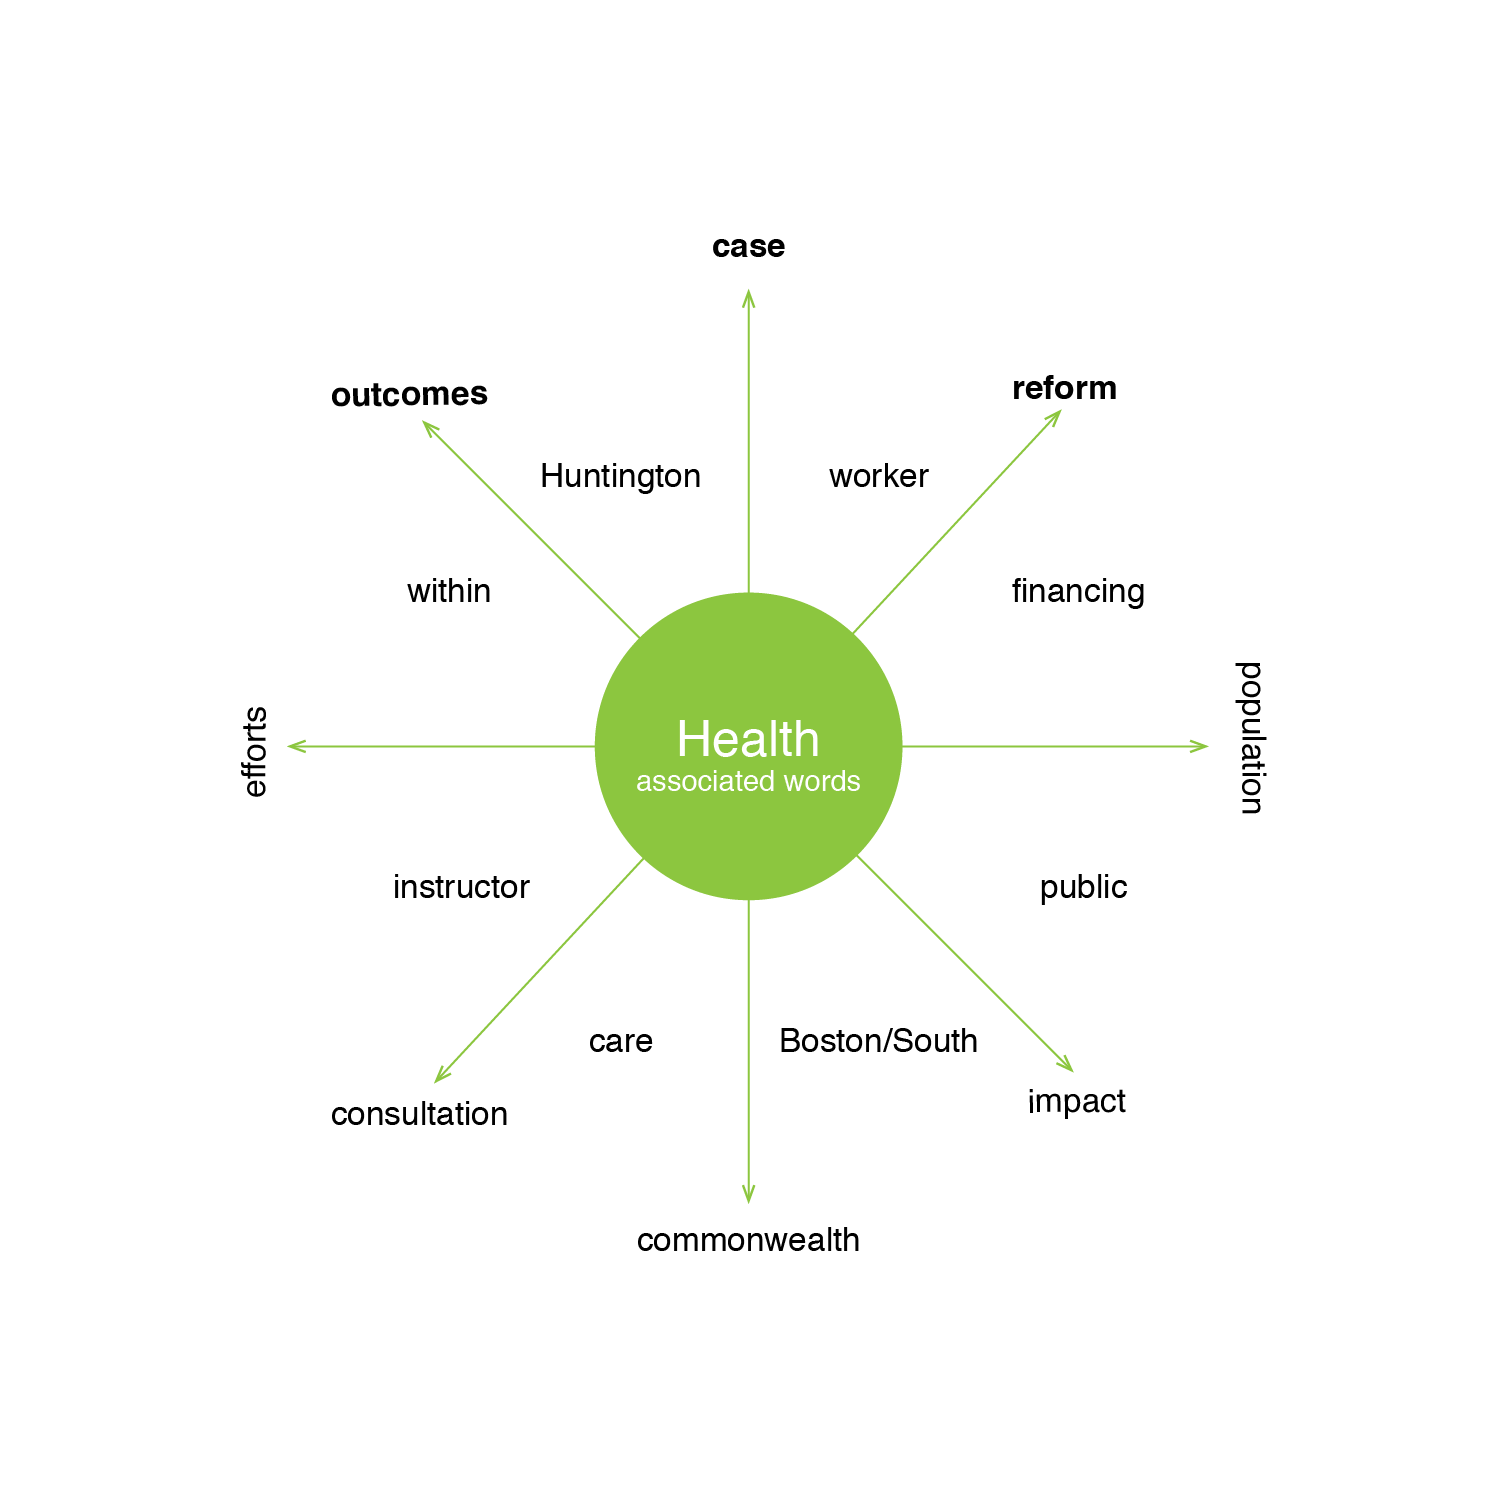 case
outcomes
reform
Huntington
worker
within
financing
efforts
Health
associated words
population
instructor
public
care
Boston/South
consultation
impact
commonwealth